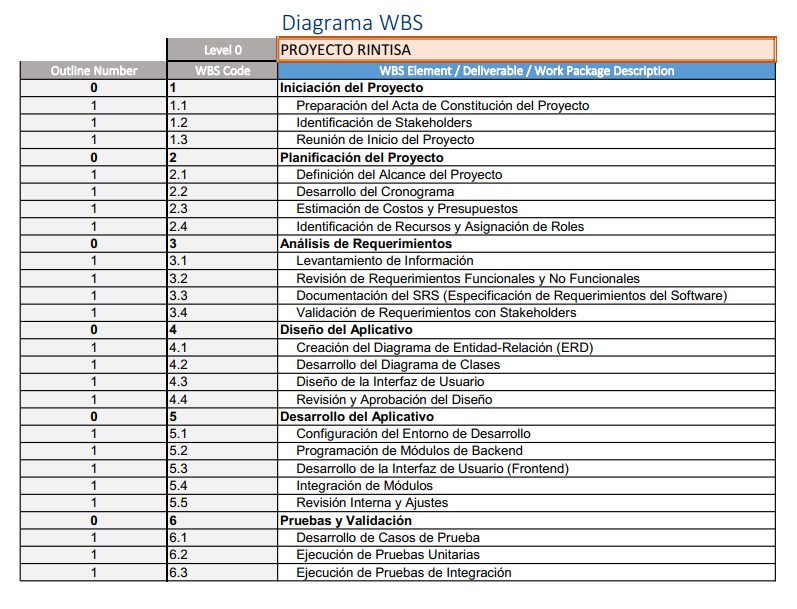 Diagrama WBS
Level 0 PROYECTO RINTISA
Outline Number WBS Code WBS Element / Deliverable / Work Package Description
0 1 Iniciación del Proyecto
1 1.1 Preparación del Acta de Constitución del Proyecto
1 1.2 Identificación de Stakeholders
1 1.3 Reunión de Inicio del Proyecto
0 2 Planificación del Proyecto
1 2.1 Definición del Alcance del Proyecto
1 2.2 Desarrollo del Cronograma
1 2.3 Estimación de Costos y Presupuestos
1 2.4 Identificación de Recursos y Asignación de Roles
0 3 Análisis de Requerimientos
1 3.1 Levantamiento de Información
1 3.2 Revisión de Requerimientos Funcionales y No Funcionales
1 3.3 Documentación del SRS (Especificación de Requerimientos del Software)
1 3.4 Validación de Requerimientos con Stakeholders
0 4 Diseño del Aplicativo
1 4.1 Creación del Diagrama de Entidad-Relación (ERD)
1 4.2 Desarrollo del Diagrama de Clases
1 4.3 Diseño de la Interfaz de Usuario
1 4.4 Revisión y Aprobación del Diseño
0 5 Desarrollo del Aplicativo
1 5.1 Configuración del Entorno de Desarrollo
1 5.2 Programación de Módulos de Backend
1 5.3 Desarrollo de la Interfaz de Usuario (Frontend)
1 5.4 Integración de Módulos
1 5.5 Revisión Interna y Ajustes
0 6 Pruebas y Validación
1 6.1 Desarrollo de Casos de Prueba
1 6.2 Ejecución de Pruebas Unitarias
1 6.3 Ejecución de Pruebas de Integración